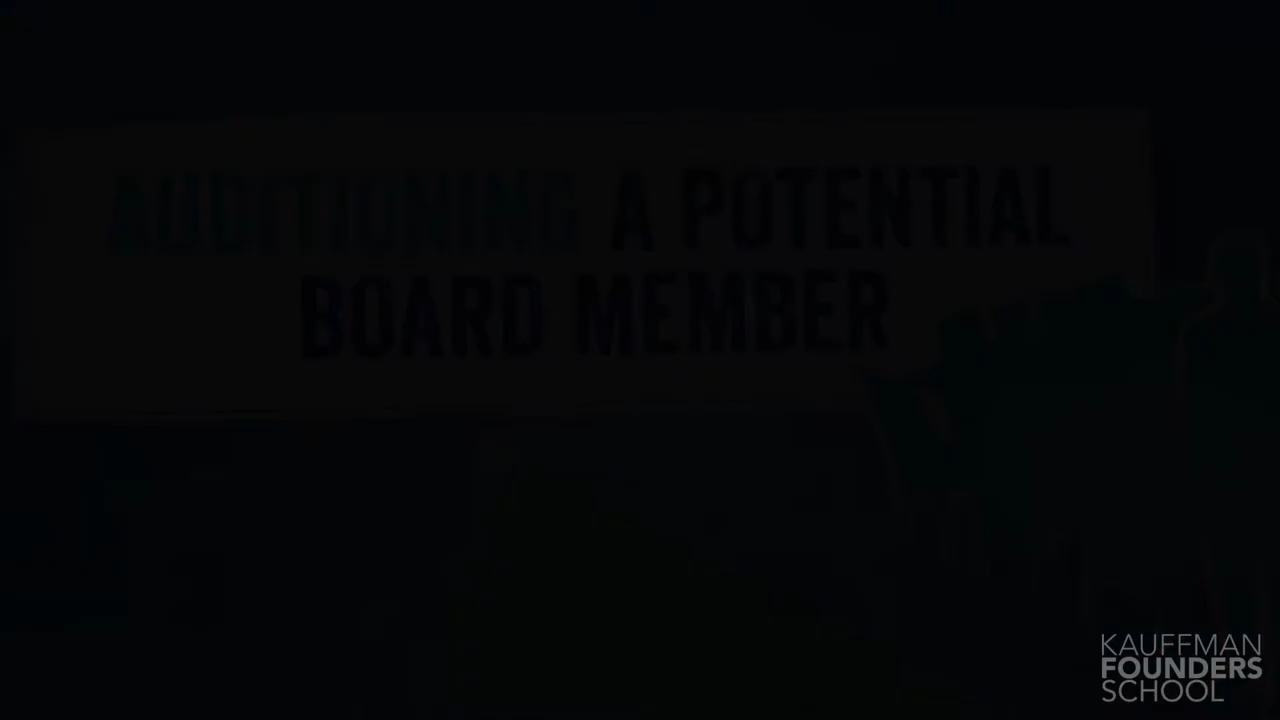 AUDITIONING A POTENTIAL
BOARD MEMBER
KAUFFMAN
FOUNDERS
SCHOOL